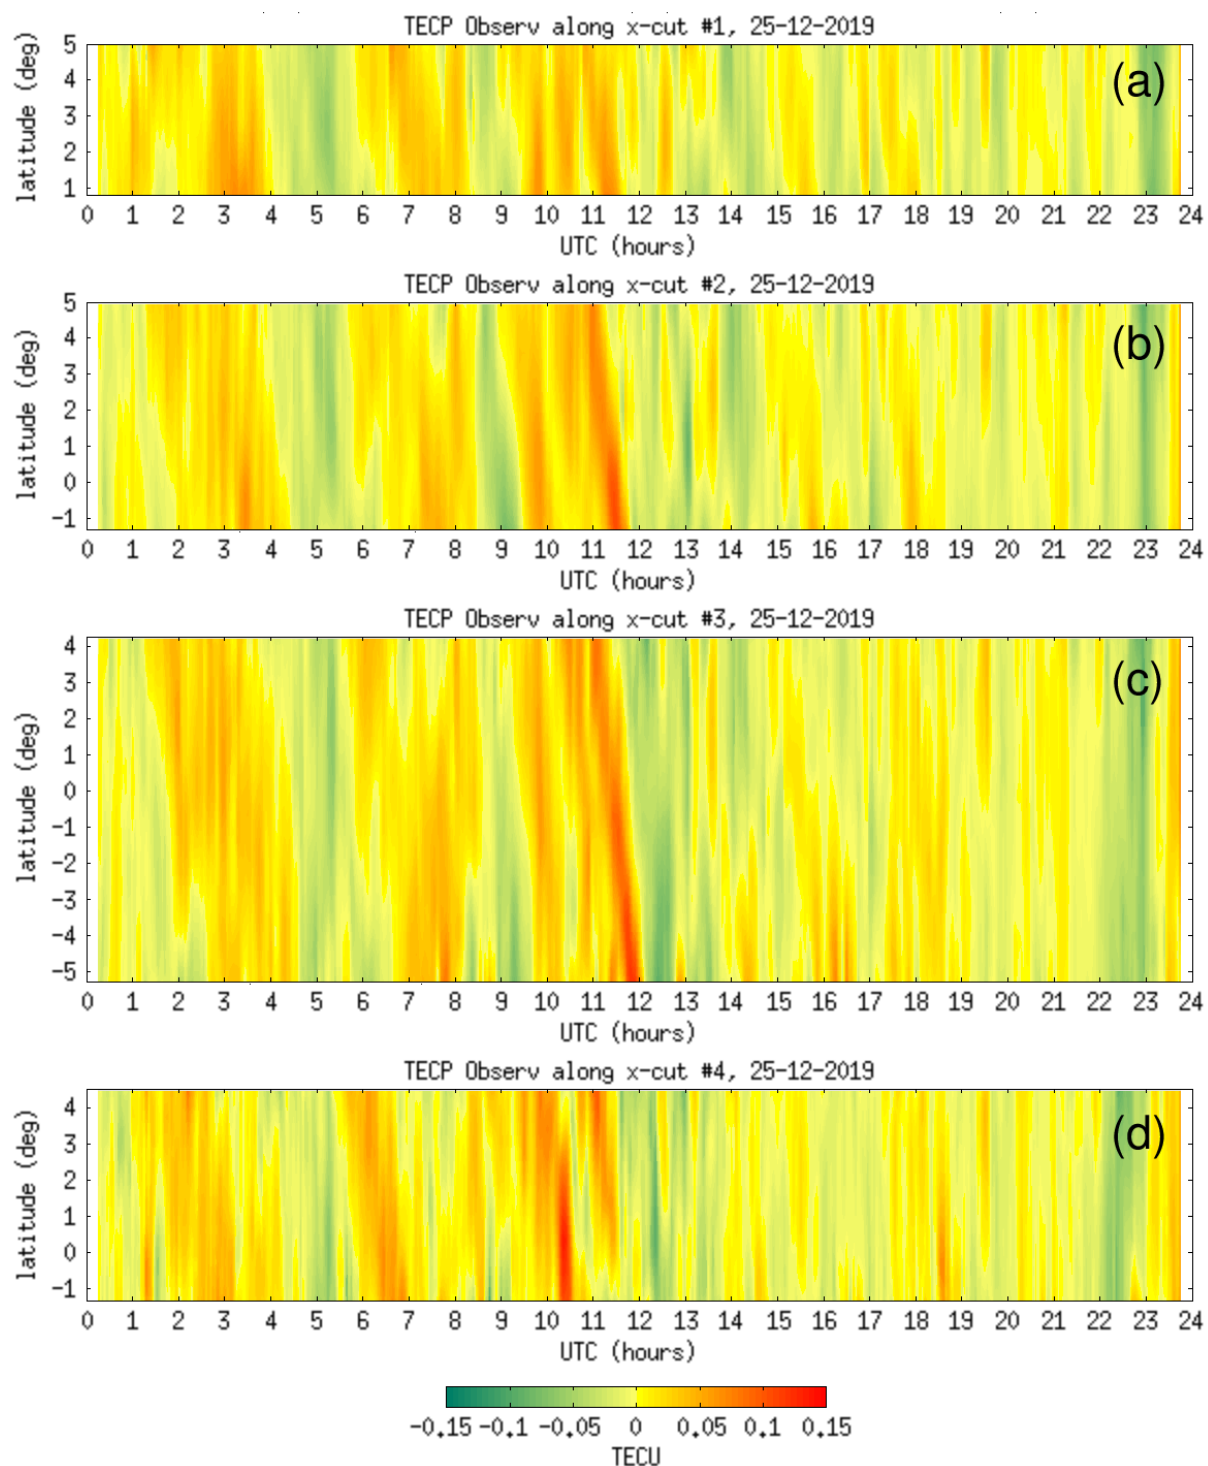 TECP Observ along x-cut #1, 25-12-2019
(a)
latitude (deg)
5
4
3
2
1
0 1 2 3 4 5 6 7 8 9 10 11 12 13 14 15 16 17 18 19 20 21 22 23 24
UTC (hours)
TECP Observ along x-cut #2, 25-12-2019
(b)
latitude (deg)
5
4
3
2
1
0
-1
0 1 2 3 4 5 6 7 8 9 10 11 12 13 14 15 16 17 18 19 20 21 22 23 24
UTC (hours)
TECP Observ along x-cut #3, 25-12-2019
(c)
latitude (deg)
4
3
2
1
0
-1
-2
-3
-4
-5
0 1 2 3 4 5 6 7 8 9 10 11 12 13 14 15 16 17 18 19 20 21 22 23 24
UTC (hours)
TECP Observ along x-cut #4, 25-12-2019
(d)
latitude (deg)
4
3
2
1
0
-1
0 1 2 3 4 5 6 7 8 9 10 11 12 13 14 15 16 17 18 19 20 21 22 23 24
UTC (hours)
-0.15 -0.1 -0.05 0 0.05 0.1 0.15
TECU